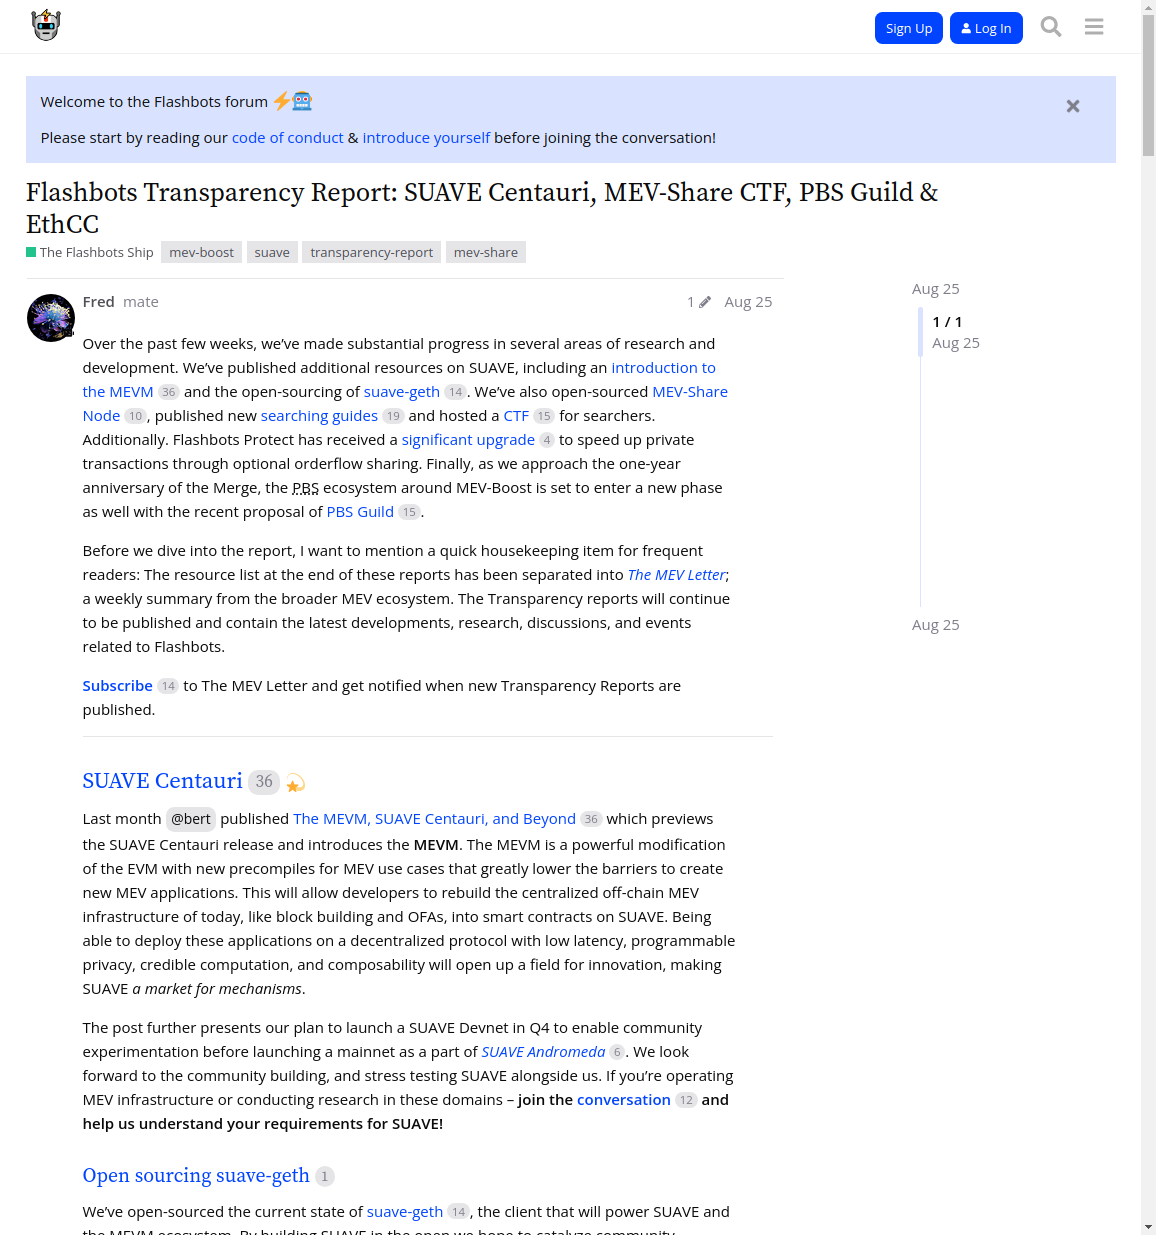 Sign Up
Log In
Welcome to the Flashbots forum
Please start by reading our code of conduct & introduce yourself before joining the conversation!
Flashbots Transparency Report: SUAVE Centauri, MEV-Share CTF, PBS Guild &
EthCC
The Flashbots Ship mev-boost suave transparency-report mev-share
Fred mate 1 Aug 25
Over the past few weeks, we’ve made substantial progress in several areas of research and
development. We’ve published additional resources on SUAVE, including an introduction to
the MEVM 36 and the open-sourcing of suave-geth 14. We’ve also open-sourced MEV-Share
Node 10, published new searching guides 19 and hosted a CTF 15 for searchers.
Additionally. Flashbots Protect has received a significant upgrade 4 to speed up private
transactions through optional orderflow sharing. Finally, as we approach the one-year
anniversary of the Merge, the PBS ecosystem around MEV-Boost is set to enter a new phase
as well with the recent proposal of PBS Guild 15.
Before we dive into the report, I want to mention a quick housekeeping item for frequent
readers: The resource list at the end of these reports has been separated into The MEV Letter;
a weekly summary from the broader MEV ecosystem. The Transparency reports will continue
to be published and contain the latest developments, research, discussions, and events
related to Flashbots.
Subscribe 14 to The MEV Letter and get notified when new Transparency Reports are
published.
SUAVE Centauri 36
Last month @bert published The MEVM, SUAVE Centauri, and Beyond 36 which previews
the SUAVE Centauri release and introduces the MEVM. The MEVM is a powerful modification
of the EVM with new precompiles for MEV use cases that greatly lower the barriers to create
new MEV applications. This will allow developers to rebuild the centralized off-chain MEV
infrastructure of today, like block building and OFAs, into smart contracts on SUAVE. Being
able to deploy these applications on a decentralized protocol with low latency, programmable
privacy, credible computation, and composability will open up a field for innovation, making
SUAVE a market for mechanisms.
The post further presents our plan to launch a SUAVE Devnet in Q4 to enable community
experimentation before launching a mainnet as a part of SUAVE Andromeda 6. We look
forward to the community building, and stress testing SUAVE alongside us. If you’re operating
MEV infrastructure or conducting research in these domains – join the conversation 12 and
help us understand your requirements for SUAVE!
Open sourcing suave-geth 1
We’ve open-sourced the current state of suave-geth 14, the client that will power SUAVE and
the MEVM ecosystem. By building SUAVE in the open we hope to catalyze community
Aug 25
1 / 1
Aug 25
Aug 25